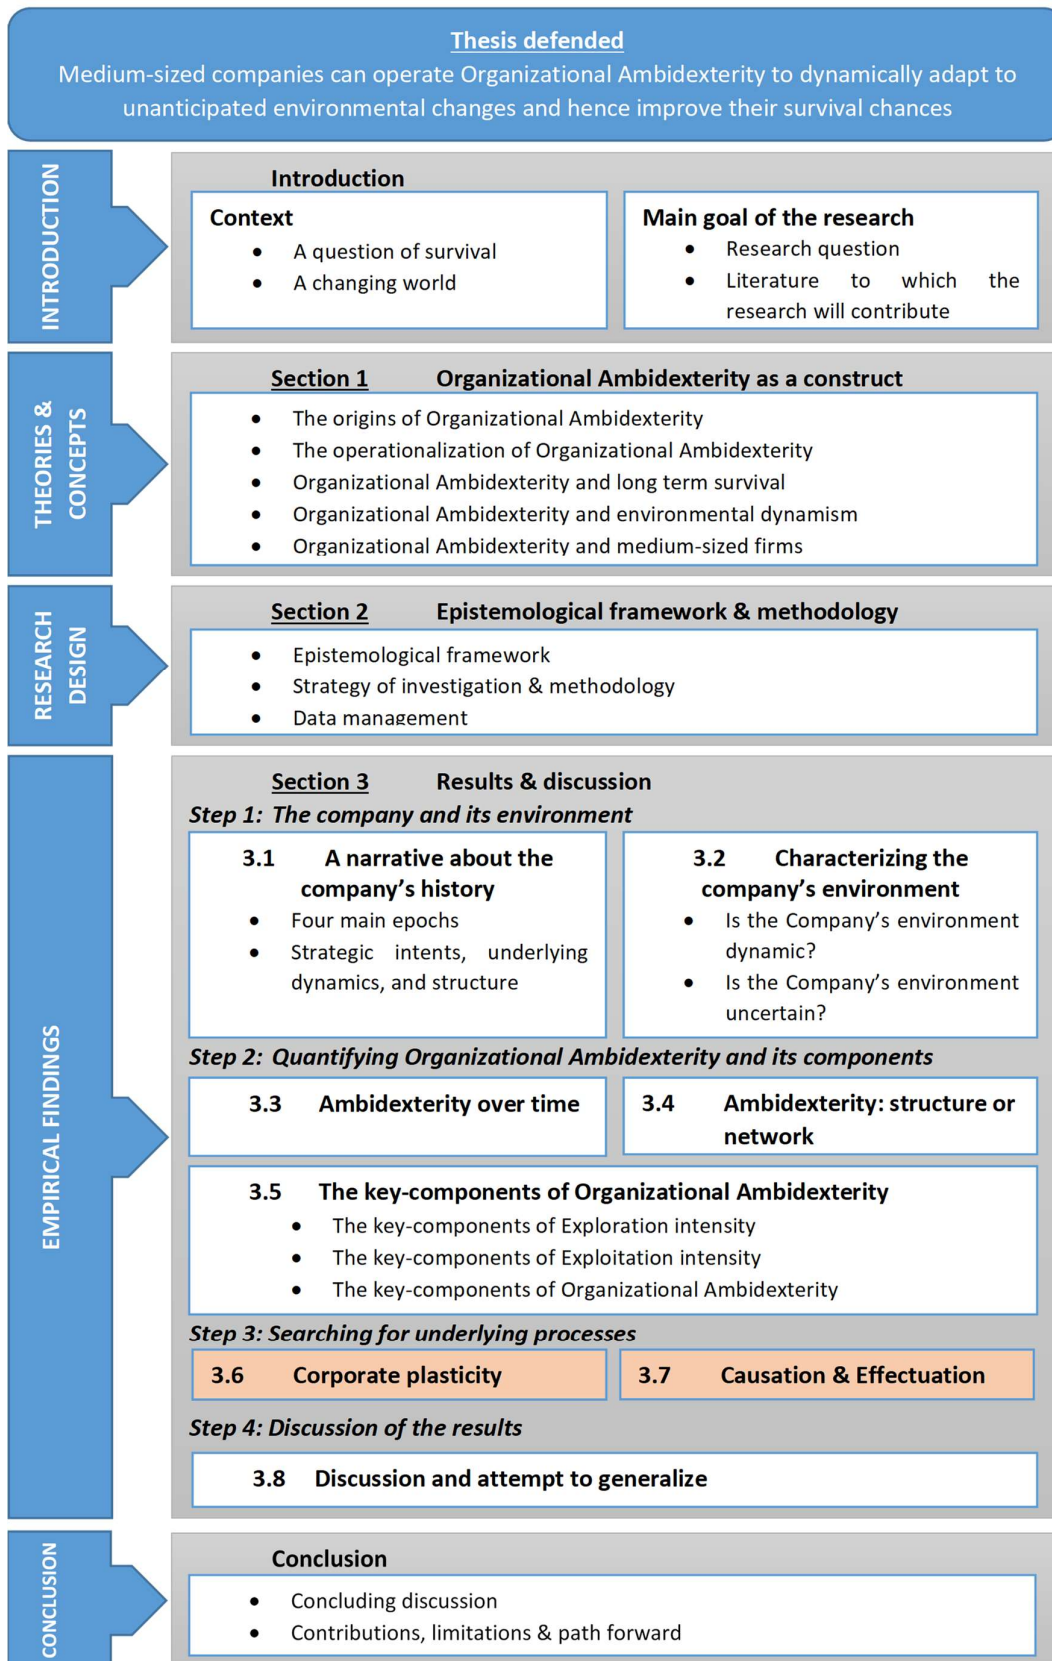 Thesis defended
Medium-sized companies can operate Organizational Ambidexterity to dynamically adapt to
unanticipated environmental changes and hence improve their survival chances
INTRODUCTION
Introduction
Context
• A question of survival
• A changing world
Main goal of the research
• Research question
• Literature to which the
research will contribute
THEORIES &
CONCEPTS
Section 1 Organizational Ambidexterity as a construct
• The origins of Organizational Ambidexterity
• The operationalization of Organizational Ambidexterity
• Organizational Ambidexterity and long term survival
• Organizational Ambidexterity and environmental dynamism
• Organizational Ambidexterity and medium-sized firms
RESEARCH
DESIGN
Section 2 Epistemological framework & methodology
• Epistemological framework
• Strategy of investigation & methodology
• Data management
EMPIRICAL FINDINGS
Section 3 Results & discussion
Step 1: The company and its environment
3.1 A narrative about the
company's history
• Four main epochs
• Strategic intents, underlying
dynamics, and structure
3.2 Characterizing the
company's environment
• Is the Company's environment
dynamic?
• Is the Company's environment
uncertain?
Step 2: Quantifying Organizational Ambidexterity and its components
3.3 Ambidexterity over time
3.4 Ambidexterity: structure or
network
3.5 The key-components of Organizational Ambidexterity
• The key-components of Exploration intensity
• The key-components of Exploitation intensity
• The key-components of Organizational Ambidexterity
Step 3: Searching for underlying processes
3.6 Corporate plasticity
3.7 Causation & Effectuation
Step 4: Discussion of the results
3.8 Discussion and attempt to generalize
CONCLUSION
Conclusion
• Concluding discussion
• Contributions, limitations & path forward